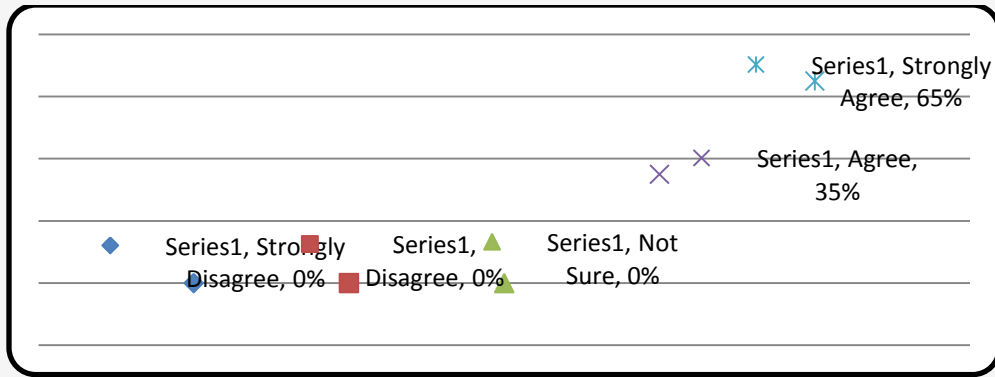 Series1, Strongly
Agree, 65%
Series1, Agree,
35%
Series1, Strongly
Disagree, 0%
Series1,
Disagree, 0%
Series1, Not
Sure, 0%